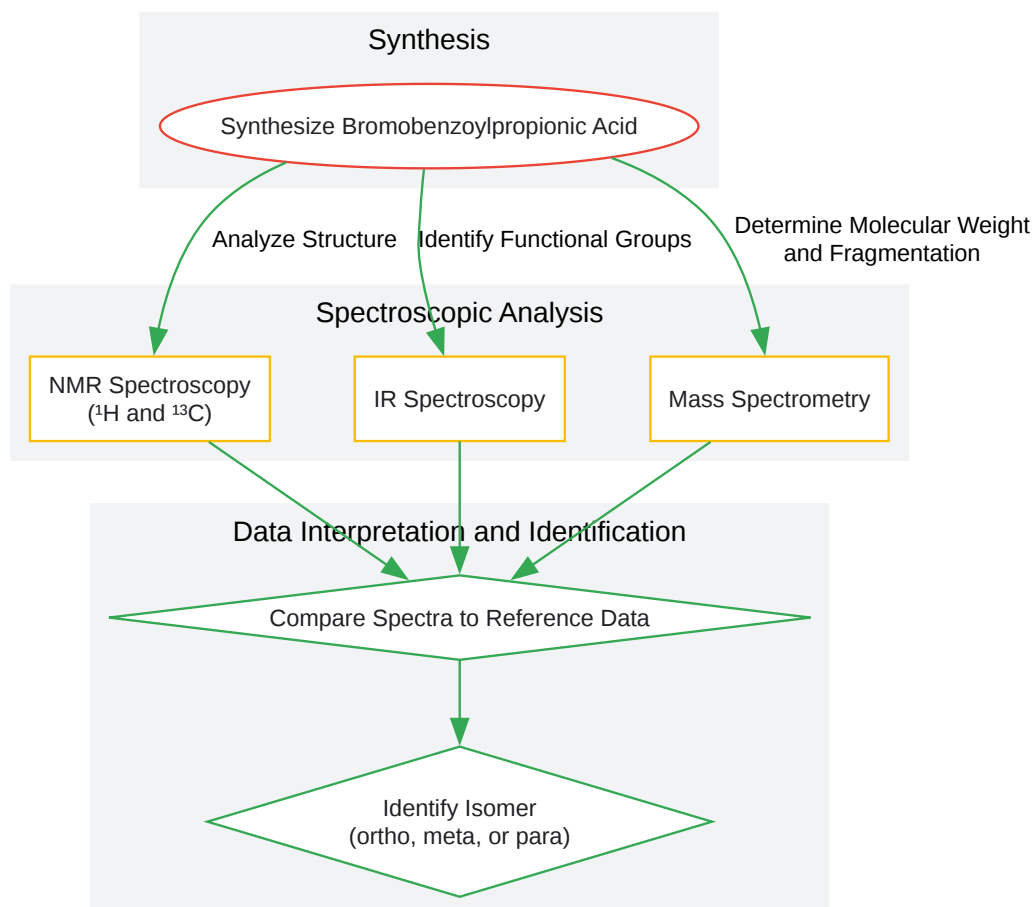 Synthesis
Synthesize Bromobenzoylpropionic Acid
Analyze Structure
Identify Functional Groups
Determine Molecular Weight
and Fragmentation
Spectroscopic Analysis
NMR Spectroscopy
(¹H and ¹³C)
IR Spectroscopy
Mass Spectrometry
Data Interpretation and Identification
Compare Spectra to Reference Data
Identify Isomer
(ortho, meta, or para)